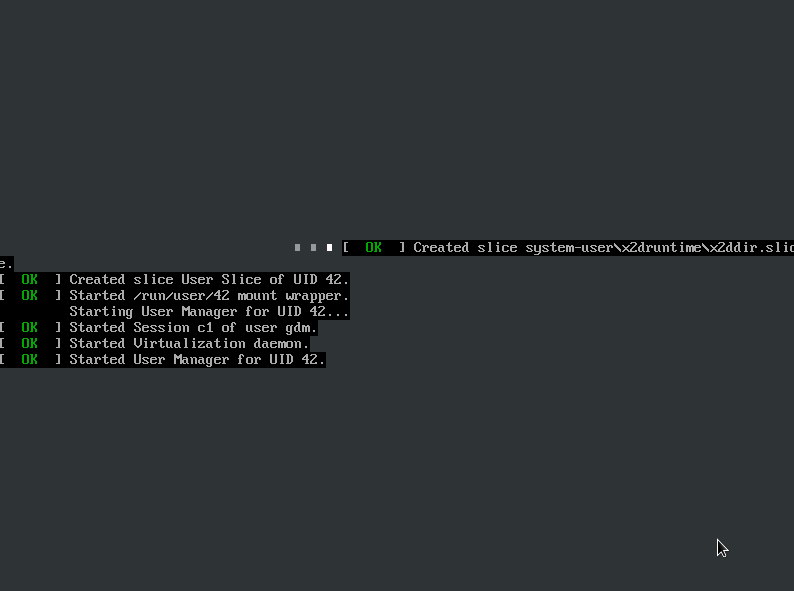 [  OK  ] Created slice system-user\x2druntime\x2ddir.slic
e.
[  OK  ] Created slice User Slice of UID 42.
[  OK  ] Started /run/user/42 mount wrapper.
Starting User Manager for UID 42...
[  OK  ] Started Session c1 of user gdm.
[  OK  ] Started Virtualization daemon.
[  OK  ] Started User Manager for UID 42.